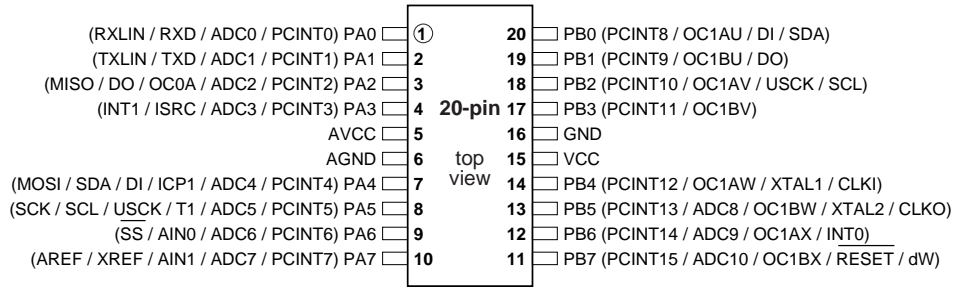 (RXLIN / RXD / ADC0 / PCINT0) PA0 1 20 PB0 (PCINT8 / OC1AU / DI / SDA)
(TXLIN / TXD / ADC1 / PCINT1) PA1 2 19 PB1 (PCINT9 / OC1BU / DO)
(MISO / DO / OC0A / ADC2 / PCINT2) PA2 3 18 PB2 (PCINT10 / OC1AV / USCK / SCL)
(INT1 / ISRC / ADC3 / PCINT3) PA3 4 20-pin 17 PB3 (PCINT11 / OC1BV)
AVCC 5 16 GND
AGND 6 top 15 VCC
(MOSI / SDA / DI / ICP1 / ADC4 / PCINT4) PA4 7 view 14 PB4 (PCINT12 / OC1AW / XTAL1 / CLKI)
(SCK / SCL / USCK / T1 / ADC5 / PCINT5) PA5 8 13 PB5 (PCINT13 / ADC8 / OC1BW / XTAL2 / CLKO)
(SS / AIN0 / ADC6 / PCINT6) PA6 9 12 PB6 (PCINT14 / ADC9 / OC1AX / INT0)
(AREF / XREF / AIN1 / ADC7 / PCINT7) PA7 10 11 PB7 (PCINT15 / ADC10 / OC1BX / RESET / dW)